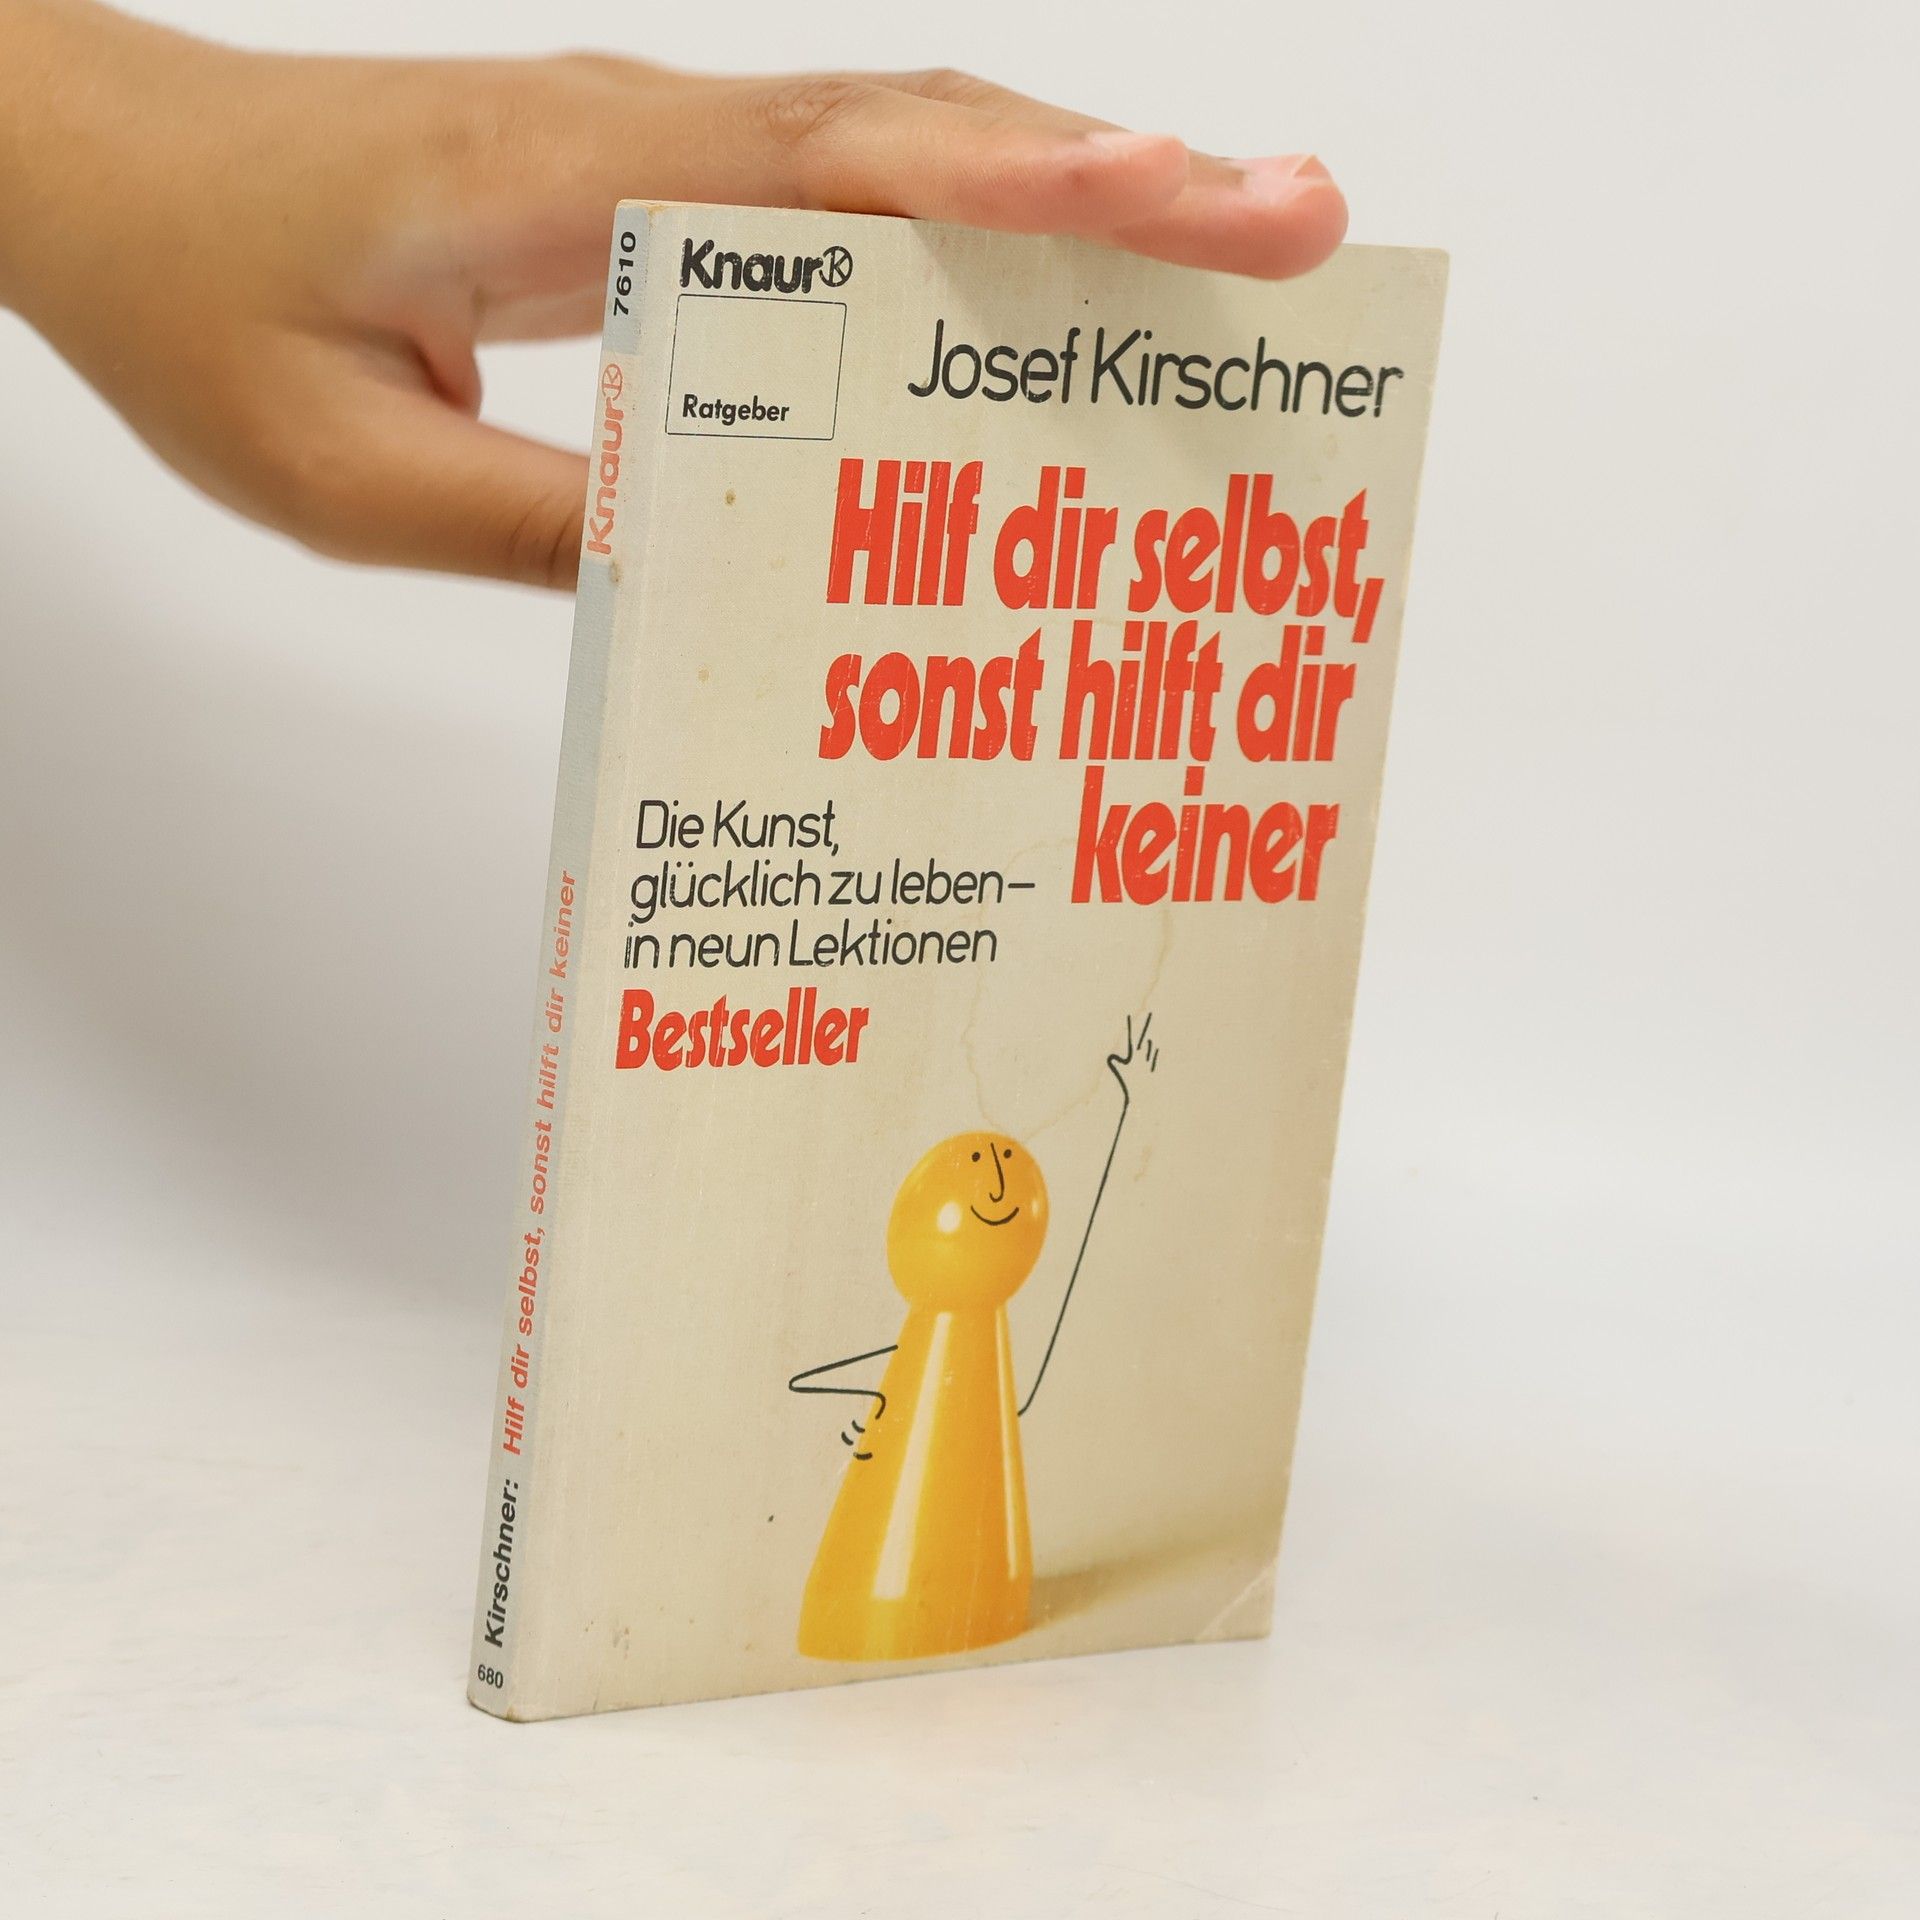 Knaur
Ratgeber
Josef Kirschner
Hilf dir selbst,
sonst hilft dir
keiner
Die Kunst,
glücklich zu leben–
in neun Lektionen
Bestseller
7610
Knaur
Kirschner: Hilf dir selbst, sonst hilft dir keiner
680